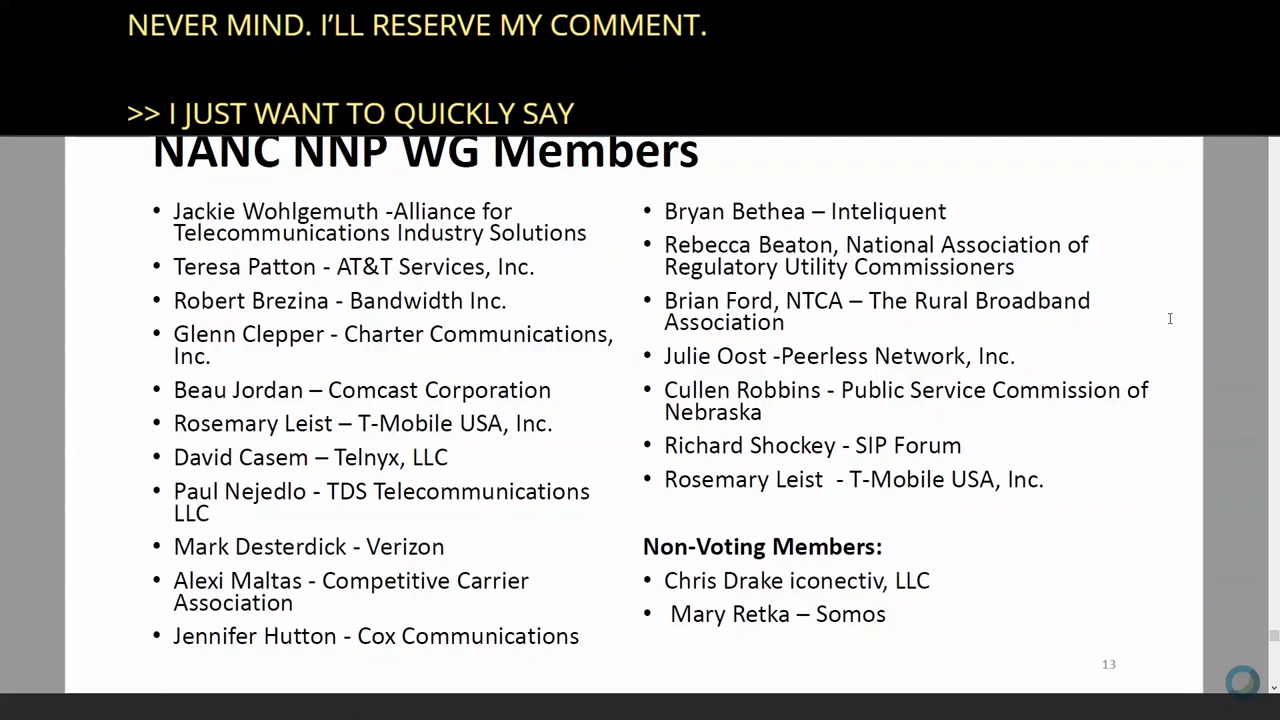 NEVER MIND. I’LL RESERVE MY COMMENT.
>> I JUST WANT TO QUICKLY SAY
NANC NNP WG Members
• Jackie Wohlgemuth -Alliance for
Telecommunications Industry Solutions
• Teresa Patton - AT&T Services, Inc.
• Robert Brezina - Bandwidth Inc.
• Glenn Clepper - Charter Communications,
Inc.
• Beau Jordan – Comcast Corporation
• Rosemary Leist – T-Mobile USA, Inc.
• David Casem – Telnyx, LLC
• Paul Nejedlo - TDS Telecommunications
LLC
• Mark Desterdick - Verizon
• Alexi Maltas - Competitive Carrier
Association
• Jennifer Hutton - Cox Communications
• Bryan Bethea – Inteliquent
• Rebecca Beaton, National Association of
Regulatory Utility Commissioners
• Brian Ford, NTCA – The Rural Broadband
Association
• Julie Oost -Peerless Network, Inc.
• Cullen Robbins - Public Service Commission of
Nebraska
• Richard Shockey - SIP Forum
• Rosemary Leist - T-Mobile USA, Inc.
Non-Voting Members:
• Chris Drake iconectiv, LLC
• Mary Retka – Somos
13